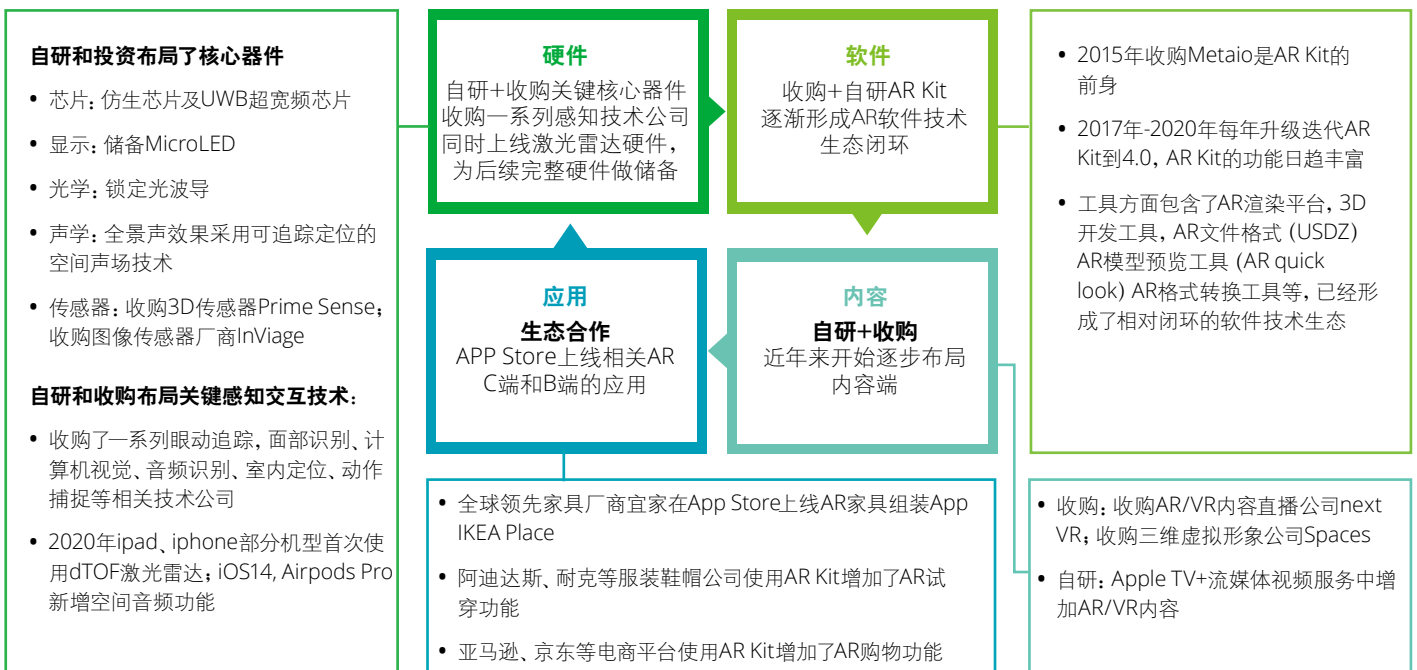 自研和投资布局了核心器件
• 芯片：仿生芯片及UWB超宽频芯片
• 显示：储备MicroLED
• 光学：锁定光波导
• 声学：全景声效果采用可追踪定位的
空间声场技术
• 传感器：收购3D传感器Prime Sense；
收购图像传感器厂商InViage
自研和收购布局关键感知交互技术：
• 收购了一系列眼动追踪，面部识别、计
算机视觉、音频识别、室内定位、动作
捕捉等相关技术公司
• 2020年ipad、iphone部分机型首次使
用dTOF激光雷达；iOS14, Airpods Pro
新增空间音频功能
硬件
自研+收购关键核心器件
收购一系列感知技术公司
同时上线激光雷达硬件，
为后续完整硬件做储备
软件
收购+自研AR Kit
逐渐形成AR软件技术
生态闭环
• 2015年收购Metaio是AR Kit的
前身
• 2017年-2020年每年升级迭代AR
Kit到4.0，AR Kit的功能日趋丰富
• 工具方面包含了AR渲染平台，3D
开发工具，AR文件格式 (USDZ)
AR模型预览工具 (AR quick
look) AR格式转换工具等，已经形
成了相对闭环的软件技术生态
应用
生态合作
APP Store上线相关AR
C端和B端的应用
内容
自研+收购
近年来开始逐步布局
内容端
• 全球领先家具厂商宜家在App Store上线AR家具组装App
IKEA Place
• 阿迪达斯、耐克等服装鞋帽公司使用AR Kit增加了AR试
穿功能
• 亚马逊、京东等电商平台使用AR Kit增加了AR购物功能
• 收购：收购AR/VR内容直播公司next
VR；收购三维虚拟形象公司Spaces
• 自研：Apple TV+流媒体视频服务中增
加AR/VR内容